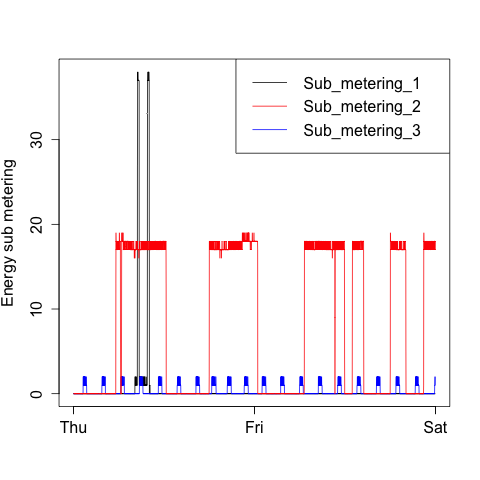 Sub_metering_1
Sub_metering_2
Sub_metering_3
Energy sub metering
30
20
10
0
Thu
Fri
Sat